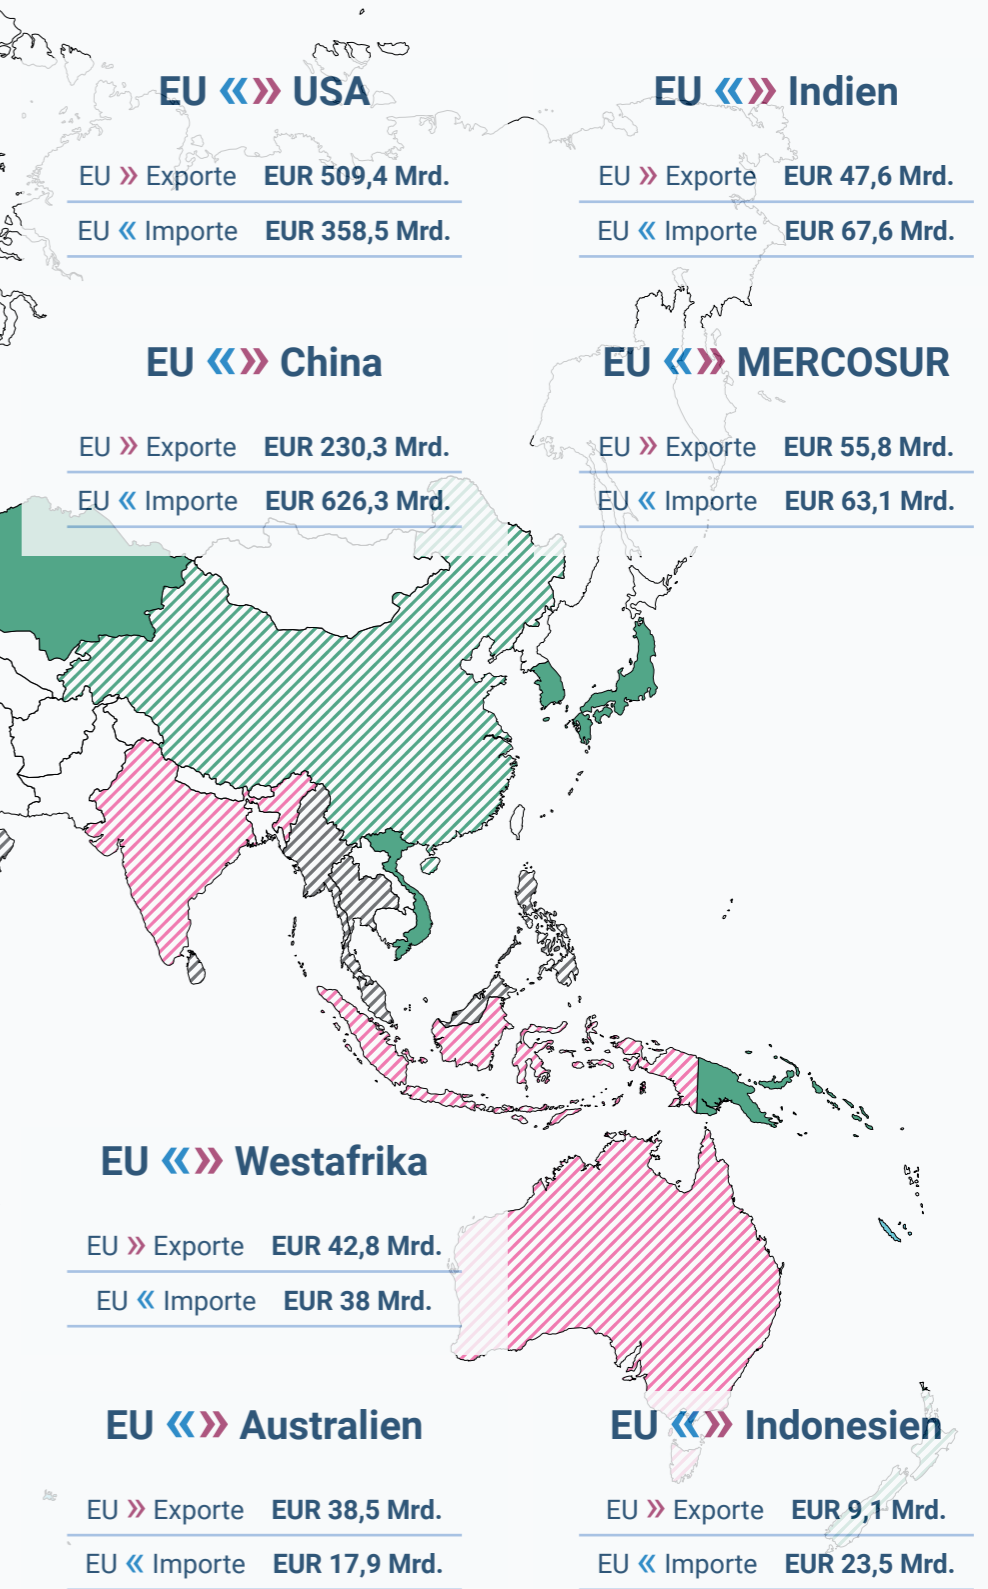 EU «» USA
EU » Exporte EUR 509,4 Mrd.
EU « Importe EUR 358,5 Mrd.
EU «» Indien
EU » Exporte EUR 47,6 Mrd.
EU « Importe EUR 67,6 Mrd.
EU «» China
EU » Exporte EUR 230,3 Mrd.
EU « Importe EUR 626,3 Mrd.
EU «» MERCOSUR
EU » Exporte EUR 55,8 Mrd.
EU « Importe EUR 63,1 Mrd.
EU «» Westafrika
EU » Exporte EUR 42,8 Mrd.
EU « Importe EUR 38 Mrd.
EU «» Australien
EU » Exporte EUR 38,5 Mrd.
EU « Importe EUR 17,9 Mrd.
EU «» Indonesien
EU » Exporte EUR 9,1 Mrd.
EU « Importe EUR 23,5 Mrd.